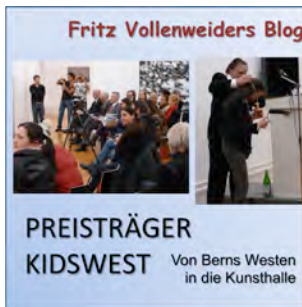 Fritz Vollenweiders Blog
PREISTRÄGER
KIDSWEST
Von Berns Westen
in die Kunsthalle